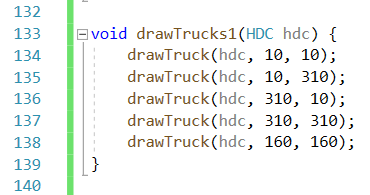 132
133 void drawTrucks1(HDC hdc) {
134 drawTruck(hdc, 10, 10);
135 drawTruck(hdc, 10, 310);
136 drawTruck(hdc, 310, 10);
137 drawTruck(hdc, 310, 310);
138 drawTruck(hdc, 160, 160);
139 }
140